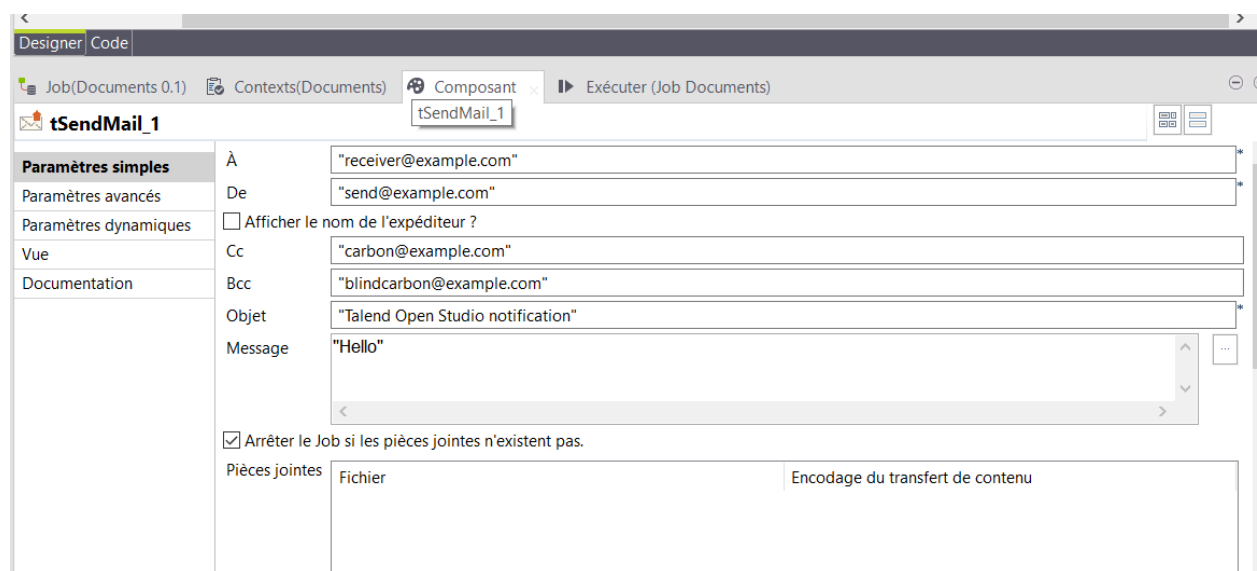 Designer Code
Job(Documents 0.1) Contexts(Documents) Composant Exécuter (Job Documents)
tSendMail_1
tSendMail_1
Paramètres simples
Paramètres avancés
Paramètres dynamiques
Vue
Documentation
À "receiver@example.com" *
De "send@example.com" *
Afficher le nom de l'expéditeur ?
Cc "carbon@example.com"
Bcc "blindcarbon@example.com"
Objet "Talend Open Studio notification" *
Message "Hello" ...
Arrêter le Job si les pièces jointes n'existent pas.
Pièces jointes Fichier Encodage du transfert de contenu